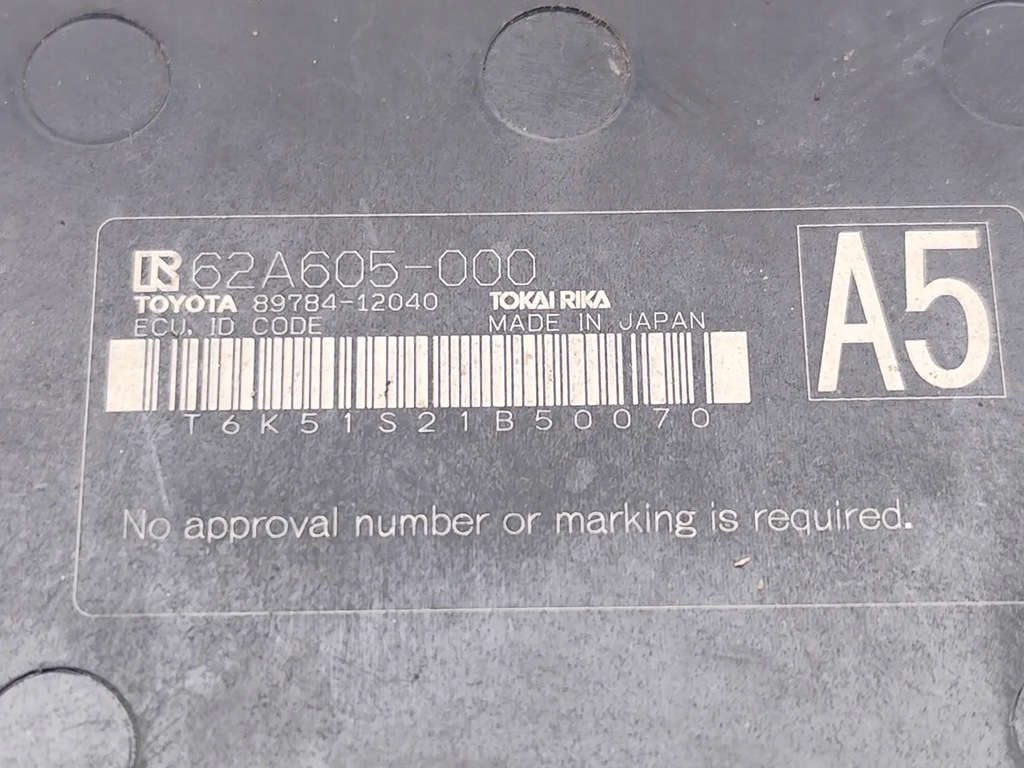 62A605-000
TOYOTA 89784-12040 TOKAI RIKA
ECU, ID CODE MADE IN JAPAN
A5
T6K51S21B50070
No approval number or marking is required.